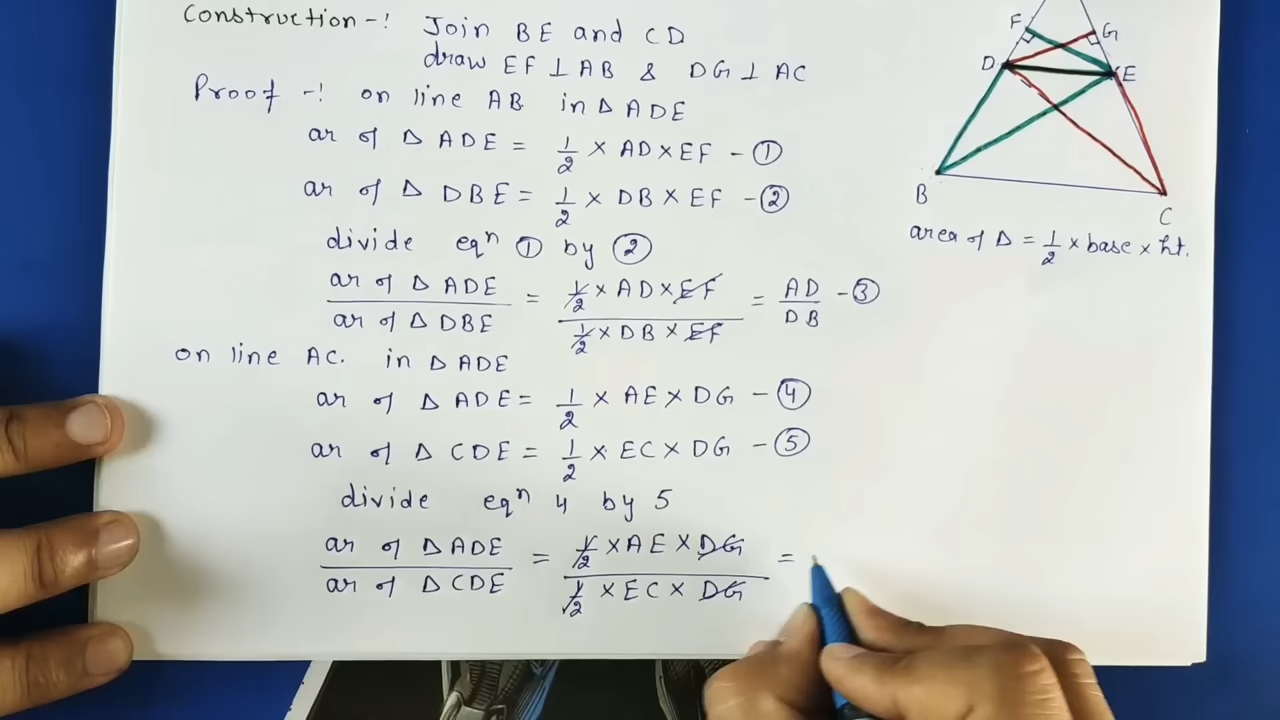 Construction -: Join BE and CD
draw EF ⊥ AB & DG ⊥ AC
Proof -: on line AB in Δ ADE
ar of Δ ADE = 1/2 × AD × EF - ①
ar of Δ DBE = 1/2 × DB × EF - ②
divide eqⁿ ① by ②
ar of Δ ADE / ar of Δ DBE = 1/2 × AD × EF / 1/2 × DB × EF = AD / DB - ③
on line AC. in Δ ADE
ar of Δ ADE = 1/2 × AE × DG - ④
ar of Δ CDE = 1/2 × EC × DG - ⑤
divide eqⁿ 4 by 5
ar of Δ ADE / ar of Δ CDE = 1/2 × AE × DG / 1/2 × EC × DG =
F G
D E
B C
area of Δ = 1/2 × base × ht.